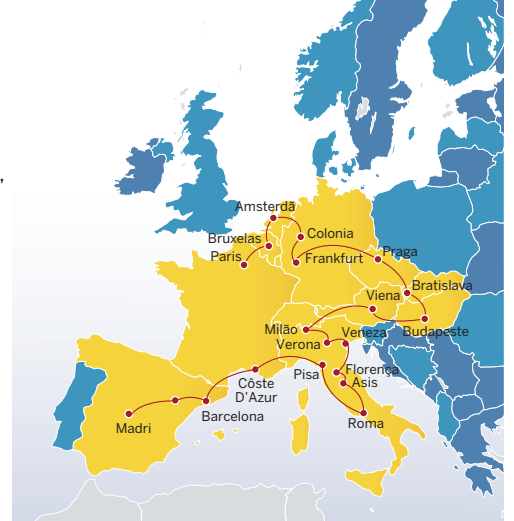 ,
Amsterdã
Colonia
Bruxelas
Paris
Frankfurt
Praga
Bratislava
Viena
Budapeste
Milão
Veneza
Verona
Pisa
Florença
Asis
Côste
D'Azur
Barcelona
Madri
Roma